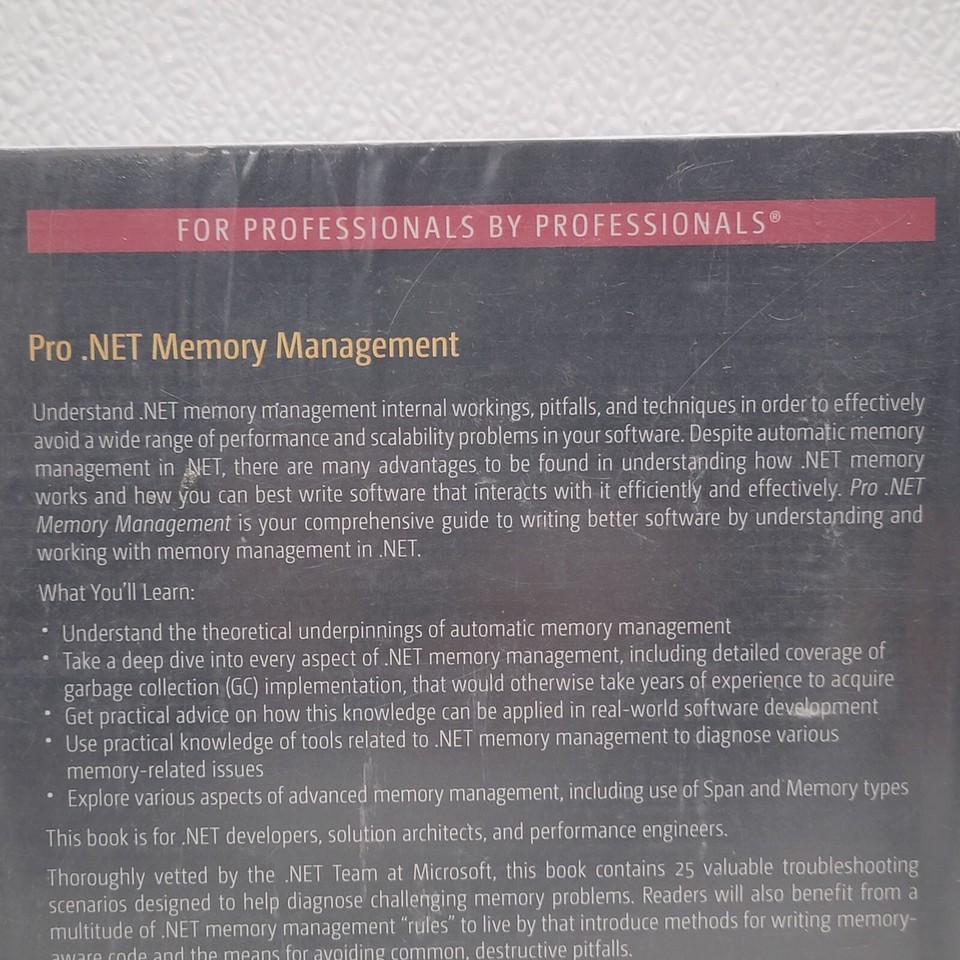 FOR PROFESSIONALS BY PROFESSIONALS®
Pro .NET Memory Management
Understand .NET memory management internal workings, pitfalls, and techniques in order to effectively
avoid a wide range of performance and scalability problems in your software. Despite automatic memory
management in .NET, there are many advantages to be found in understanding how .NET memory
works and how you can best write software that interacts with it efficiently and effectively. Pro .NET
Memory Management is your comprehensive guide to writing better software by understanding and
working with memory management in .NET.
What You'll Learn:
• Understand the theoretical underpinnings of automatic memory management
• Take a deep dive into every aspect of .NET memory management, including detailed coverage of
garbage collection (GC) implementation, that would otherwise take years of experience to acquire
• Get practical advice on how this knowledge can be applied in real-world software development
• Use practical knowledge of tools related to .NET memory management to diagnose various
memory-related issues
• Explore various aspects of advanced memory management, including use of Span and Memory types
This book is for .NET developers, solution architects, and performance engineers.
Thoroughly vetted by the .NET Team at Microsoft, this book contains 25 valuable troubleshooting
scenarios designed to help diagnose challenging memory problems. Readers will also benefit from a
multitude of .NET memory management “rules” to live by that introduce methods for writing memory-
aware code and the means for avoiding common, destructive pitfalls.